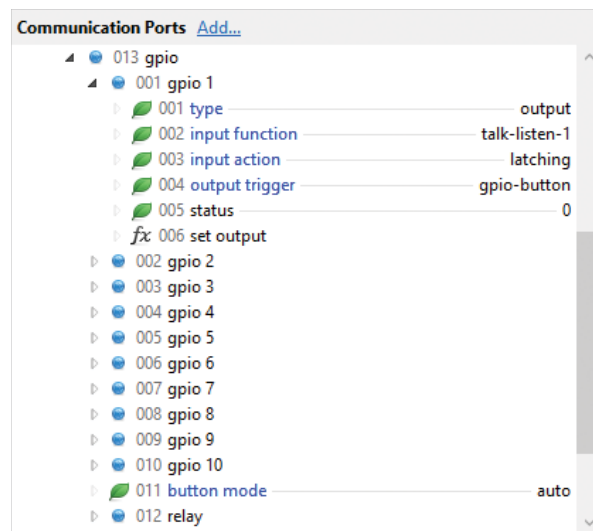 Communication Ports Add...
013 gpio
001 gpio 1
001 type output
002 input function talk-listen-1
003 input action latching
004 output trigger gpio-button
005 status 0
fx 006 set output
002 gpio 2
003 gpio 3
004 gpio 4
005 gpio 5
006 gpio 6
007 gpio 7
008 gpio 8
009 gpio 9
010 gpio 10
011 button mode auto
012 relay